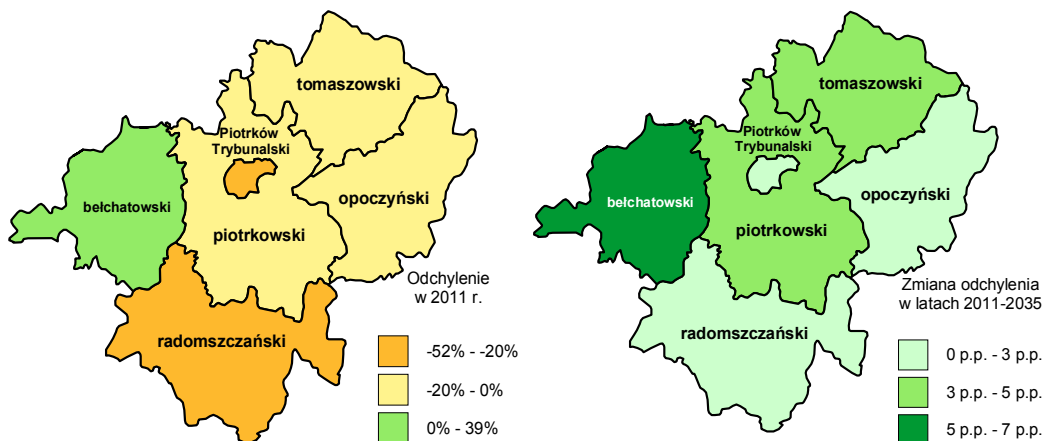 tomaszowski
Piotrków
Trybunalski
opoczyński
bełchatowski
piotrkowski
radomszczański
Odchylenie
w 2011 r.
-52% - -20%
-20% - 0%
0% - 39%
tomaszowski
Piotrków
Trybunalski
opoczyński
bełchatowski
piotrkowski
radomszczański
Zmiana odchylenia
w latach 2011-2035
0 p.p. - 3 p.p.
3 p.p. - 5 p.p.
5 p.p. - 7 p.p.